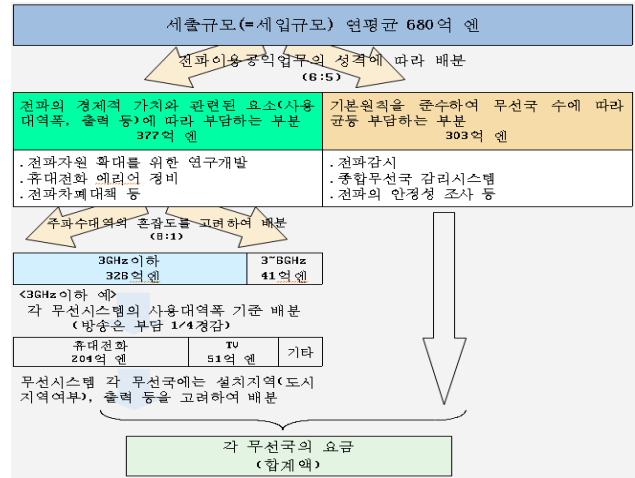 세출규모(=세입규모) 연평균 680억 엔
전파이용공익업무의 성격에 따라 배분
(6:5)
전파의 경제적 가치와 관련된 요소(사용
대역폭, 출력 등)에 따라 부담하는 부분
377억 엔
기본원칙을 준수하여 무선국 수에 따라
균등 부담하는 부분
303억 엔
.전파자원 확대를 위한 연구개발
.휴대전화 에리어 정비
.전파차폐대책 등
.전파감시
.종합무선국 감리시스템
.전파의 안정성 조사 등
주파수대역의 혼잡도를 고려하여 배분
(8:1)
3GHz이하
326억엔
3~6GHz
41억엔
<3GHz이하 예>
각 무선시스템의 사용대역폭 기준 배분
(방송은 부담 1/4경감)
휴대전화
204억 엔
TV
51억 엔
기타
무선시스템 각 무선국에는 설치지역(도시
지역여부), 출력 등을 고려하여 배분
각 무선국의 요금
(합계액)